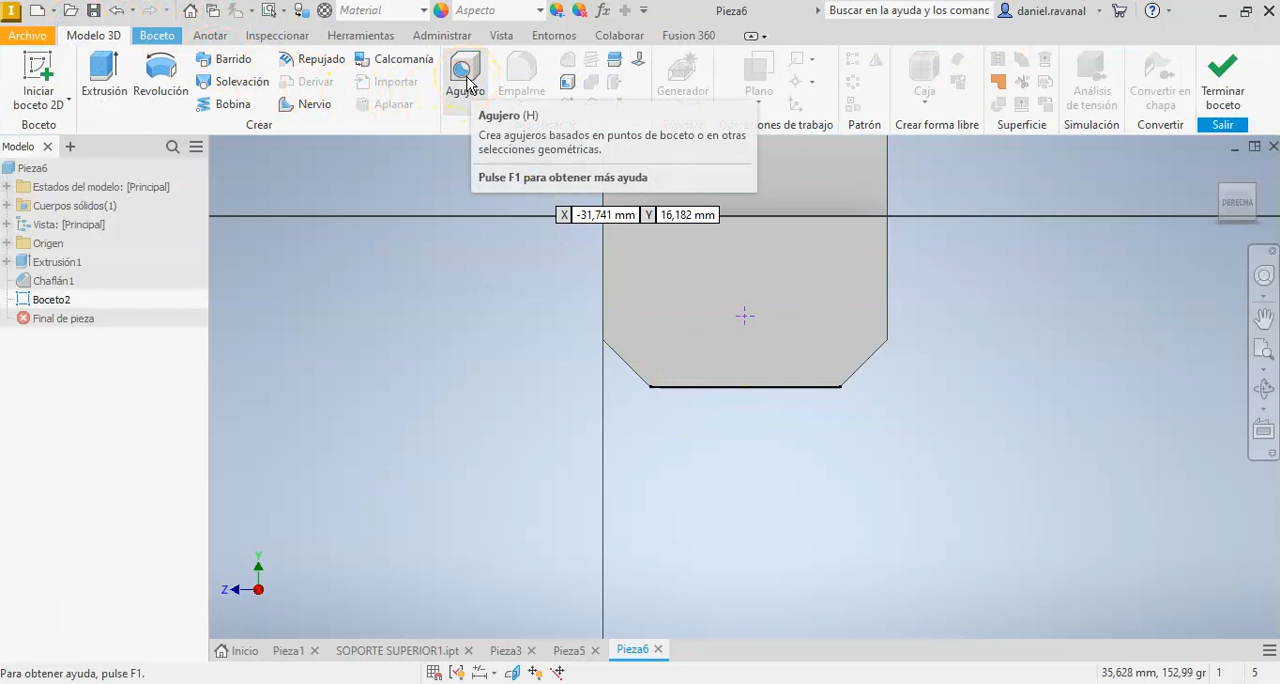 I
Material
Aspecto
fx
Pieza6
Buscar en la ayuda y los comanc
daniel.ravanal
Archivo
Modelo 3D
Boceto
Anotar
Inspeccionar
Herramientas
Administrar
Vista
Entornos
Colaborar
Fusion 360
Iniciar
boceto 2D
Extrusión
Revolución
Barrido
Solevación
Bobina
Repujado
Derivar
Nervio
Calcomanía
Importar
Aplanar
Agujero
Empalme
Generador
Plano
Caja
Análisis
de tensión
Convertir en
chapa
Terminar
boceto
Boceto
Crear
iones de trabajo
Patrón
Crear forma libre
Superficie
Simulación
Convertir
Salir
Agujero (H)
Crea agujeros basados en puntos de boceto o en otras
selecciones geométricas.
Pulse F1 para obtener más ayuda
Modelo
Pieza6
Estados del modelo: [Principal]
Cuerpos sólidos(1)
Vista: [Principal]
Origen
Extrusión1
Chaflán1
Boceto2
Final de pieza
X -31,741 mm Y 16,182 mm
DERECHA
Y
Z
Inicio
Pieza1
SOPORTE SUPERIOR1.ipt
Pieza3
Pieza5
Pieza6
Para obtener ayuda, pulse F1.
35,628 mm, 152,99 gr 1 5